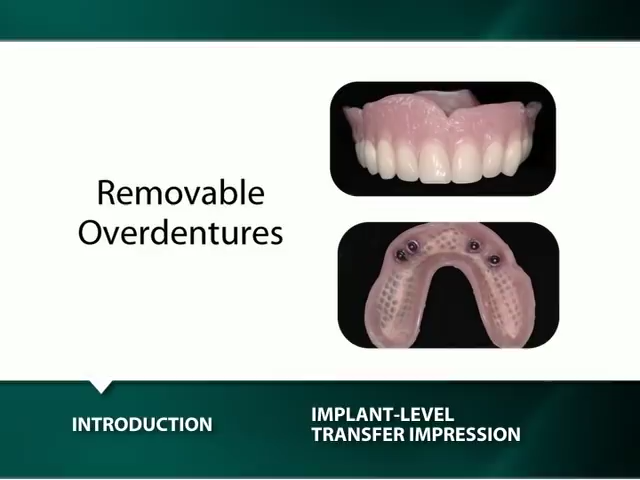 Removable
Overdentures
INTRODUCTION
IMPLANT-LEVEL
TRANSFER IMPRESSION